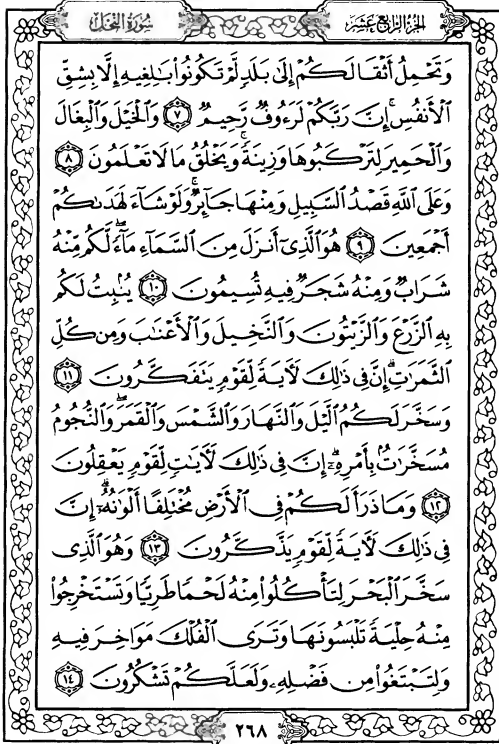 الجزء الرابع عشر
سورة النحل
وَتَحْمِلُ أَثْقَالَكُمْ إِلَىٰ بَلَدٍ لَّمْ تَكُونُوا۟ بَـٰلِغِيهِ إِلَّا بِشِقِّ
ٱلْأَنفُسِ ۚ إِنَّ رَبَّكُمْ لَرَءُوفٌ رَّحِيمٌ ٧ وَٱلْخَيْلَ وَٱلْبِغَالَ
وَٱلْحَمِيرَ لِتَرْكَبُوهَا وَزِينَةً ۚ وَيَخْلُقُ مَا لَا تَعْلَمُونَ ٨
وَعَلَى ٱللَّهِ قَصْدُ ٱلسَّبِيلِ وَمِنْهَا جَآئِرٌ ۚ وَلَوْ شَآءَ لَهَدَىٰكُمْ
أَجْمَعِينَ ٩ هُوَ ٱلَّذِىٓ أَنزَلَ مِنَ ٱلسَّمَآءِ مَآءً ۖ لَّكُم مِّنْهُ
شَرَابٌ وَمِنْهُ شَجَرٌ فِيهِ تُسِيمُونَ ١٠ يُنۢبِتُ لَكُم
بِهِ ٱلزَّرْعَ وَٱلزَّيْتُونَ وَٱلنَّخِيلَ وَٱلْأَعْنَـٰبَ وَمِن كُلِّ
ٱلثَّمَرَٰتِ ۗ إِنَّ فِى ذَٰلِكَ لَـَٔايَةً لِّقَوْمٍ يَتَفَكَّرُونَ ١١
وَسَخَّرَ لَكُمُ ٱلَّيْلَ وَٱلنَّهَارَ وَٱلشَّمْسَ وَٱلْقَمَرَ ۖ وَٱلنُّجُومُ
مُسَخَّرَٰتٌۢ بِأَمْرِهِۦٓ ۗ إِنَّ فِى ذَٰلِكَ لَـَٔايَـٰتٍ لِّقَوْمٍ يَعْقِلُونَ
١٢ وَمَا ذَرَأَ لَكُمْ فِى ٱلْأَرْضِ مُخْتَلِفًا أَلْوَٰنُهُۥٓ ۗ إِنَّ
فِى ذَٰلِكَ لَـَٔايَةً لِّقَوْمٍ يَذَّكَّرُونَ ١٣ وَهُوَ ٱلَّذِى
سَخَّرَ ٱلْبَحْرَ لِتَأْكُلُوا۟ مِنْهُ لَحْمًا طَرِيًّا وَتَسْتَخْرِجُوا۟
مِنْهُ حِلْيَةً تَلْبَسُونَهَا وَتَرَى ٱلْفُلْكَ مَوَاخِرَ فِيهِ
وَلِتَبْتَغُوا۟ مِن فَضْلِهِۦ وَلَعَلَّكُمْ تَشْكُرُونَ ١٤
٢٦٨